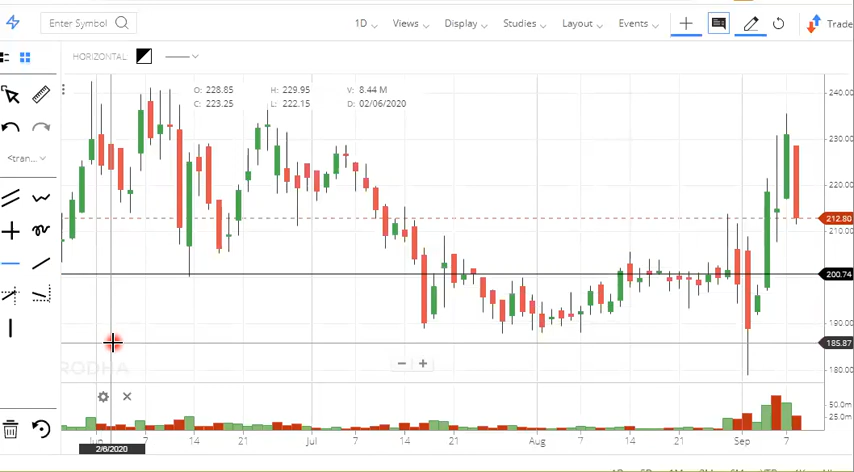 Enter Symbol
1D Views Display Studies Layout Events Trade
HORIZONTAL:
O: 228.85 H: 229.95 V: 8.44 M
C: 223.25 L: 222.15 D: 02/06/2020
<tran...
240.00
230.00
220.00
212.80
210.00
200.74
190.00
185.87
180.00
RODHA
50.0m
25.0m
Jun 7 14 21 Jul 7 14 21 Aug 7 14 21 Sep 7
2/6/2020